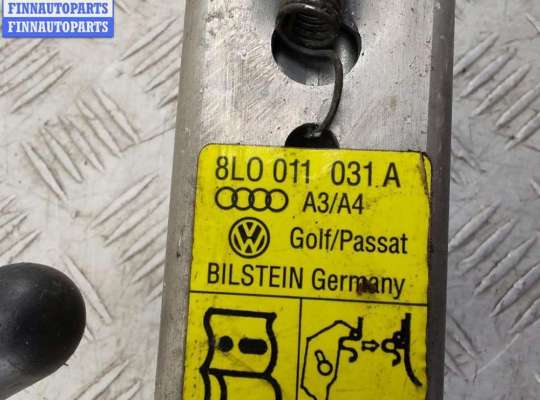 FINNAUTOPARTS
FINNAUTOPARTS
8L0 011 031 A
A3/A4
Golf/Passat
BILSTEIN Germany